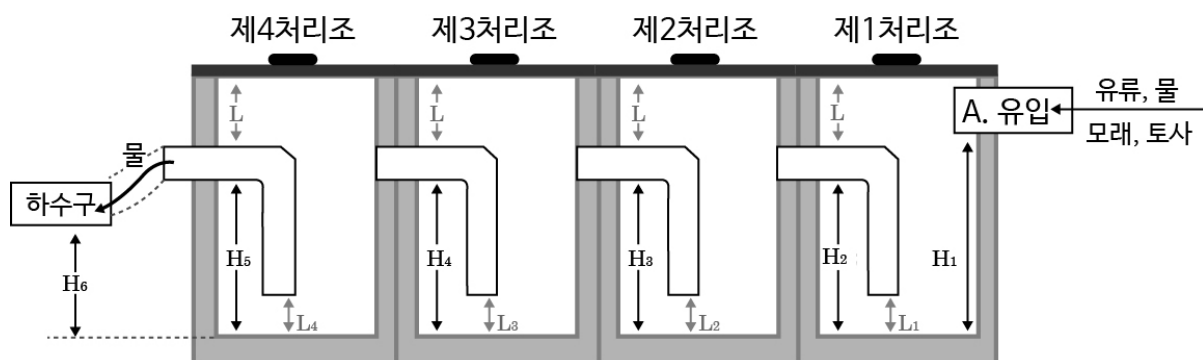 제4처리조 제3처리조 제2처리조 제1처리조
L L L L
A. 유입
유류, 물
모래, 토사
물
하수구
H6
H5 H4 H3 H2 H1
L4 L3 L2 L1